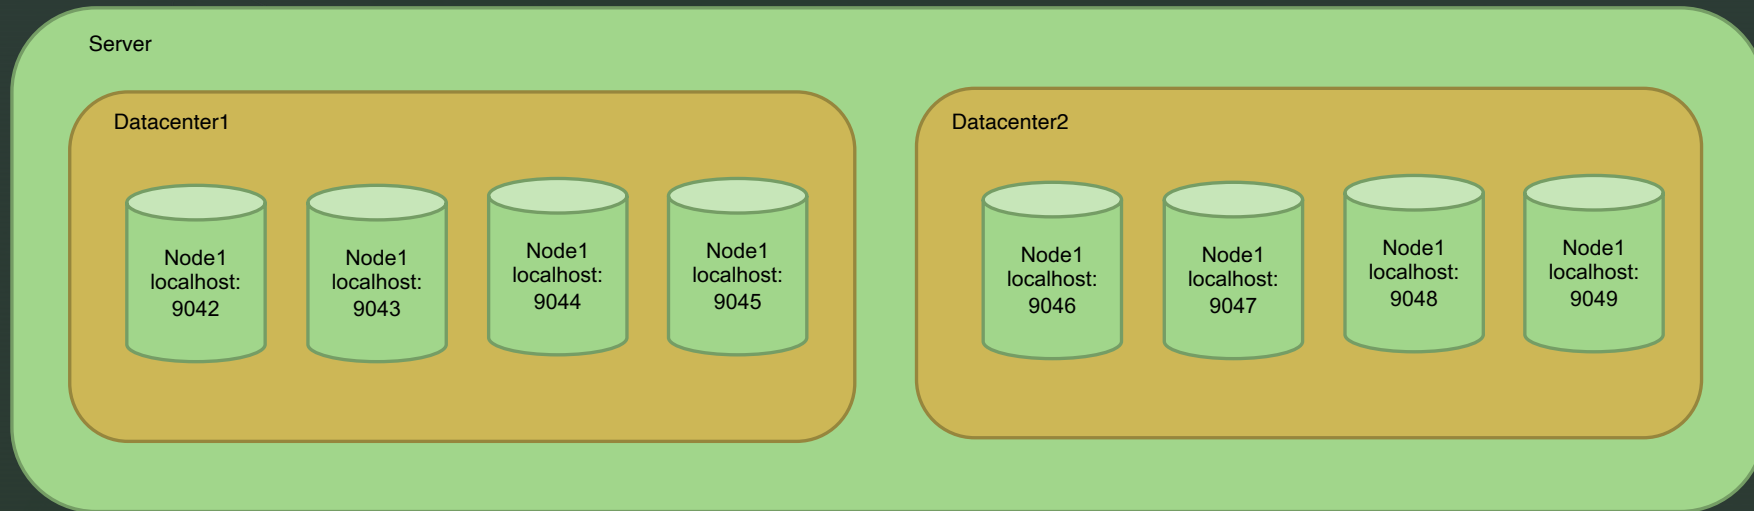 Server
Datacenter1
Node1
localhost:
9042
Node1
localhost:
9043
Node1
localhost:
9044
Node1
localhost:
9045
Datacenter2
Node1
localhost:
9046
Node1
localhost:
9047
Node1
localhost:
9048
Node1
localhost:
9049